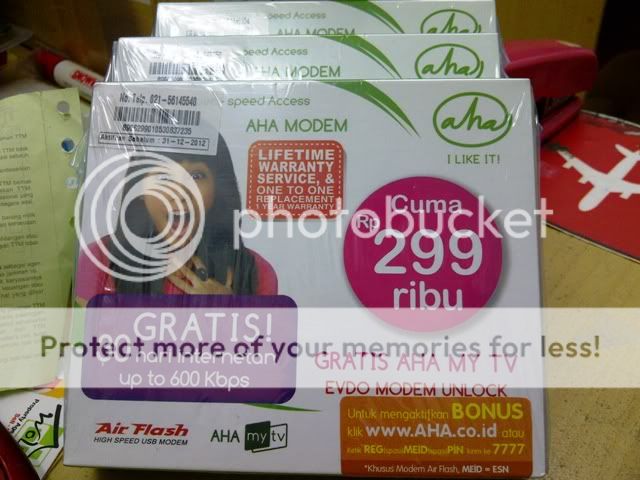 speed Access
AHA MODEM
speed Access
AHA MODEM
aha
No. Telp. 021-56145540
Aktifkan Sebelum : 31-12-2012
-speed Access
AHA MODEM
aha
I LIKE IT!
LIFETIME
WARRANTY
SERVICE, &
ONE TO ONE
REPLACEMENT
1 YEAR WARRANTY
Cuma
Rp
299
ribu
photobucket
GRATIS!
30 hari internetan
up to 600 Kbps
Protect more of your memories for less!
GRATIS AHA MY TV
EVDO MODEM UNLOCK
Air Flash
HIGH SPEED USB MODEM
AHA my tv
Untuk mengaktifkan BONUS
klik www.AHA.co.id atau
Ketik REG(spasi)MEID(spasi)PIN kirim ke 7777
*Khusus Modem Air Flash, MEID = ESN